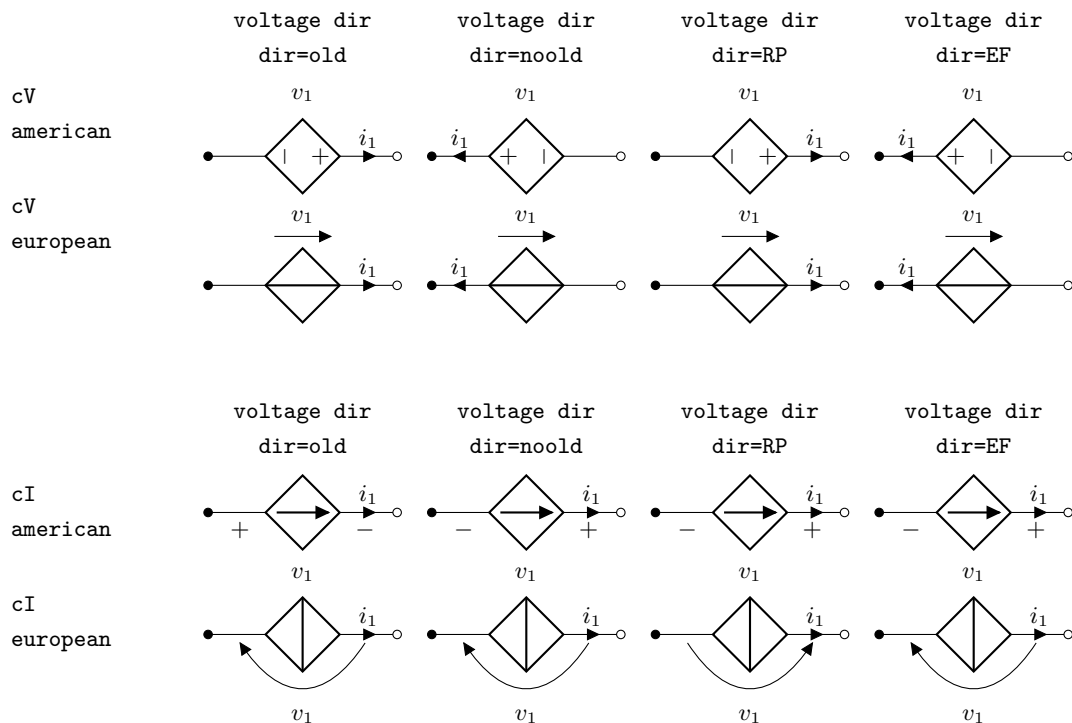 voltage dir voltage dir voltage dir voltage dir
dir=old dir=noold dir=RP dir=EF
cV
american
v₁ v₁ v₁ v₁
− + i₁ i₁ + − − + i₁ i₁ + −
cV
european
v₁ v₁ v₁ v₁
i₁ i₁ i₁ i₁
voltage dir voltage dir voltage dir voltage dir
dir=old dir=noold dir=RP dir=EF
cI
american
i₁ i₁ i₁ i₁
+ − − + − + − +
v₁ v₁ v₁ v₁
cI
european
i₁ i₁ i₁ i₁
v₁ v₁ v₁ v₁